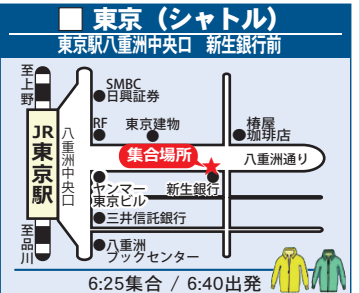 ■ 東京（シャトル）
東京駅八重洲中央口　新生銀行前
至上野
SMBC
日興証券
RF
東京建物
椿屋
珈琲店
JR東京駅
八重洲中央口
集合場所
八重洲通り
ヤンマー
東京ビル
新生銀行
三井信託銀行
至品川
八重洲
ブックセンター
6:25集合 / 6:40出発